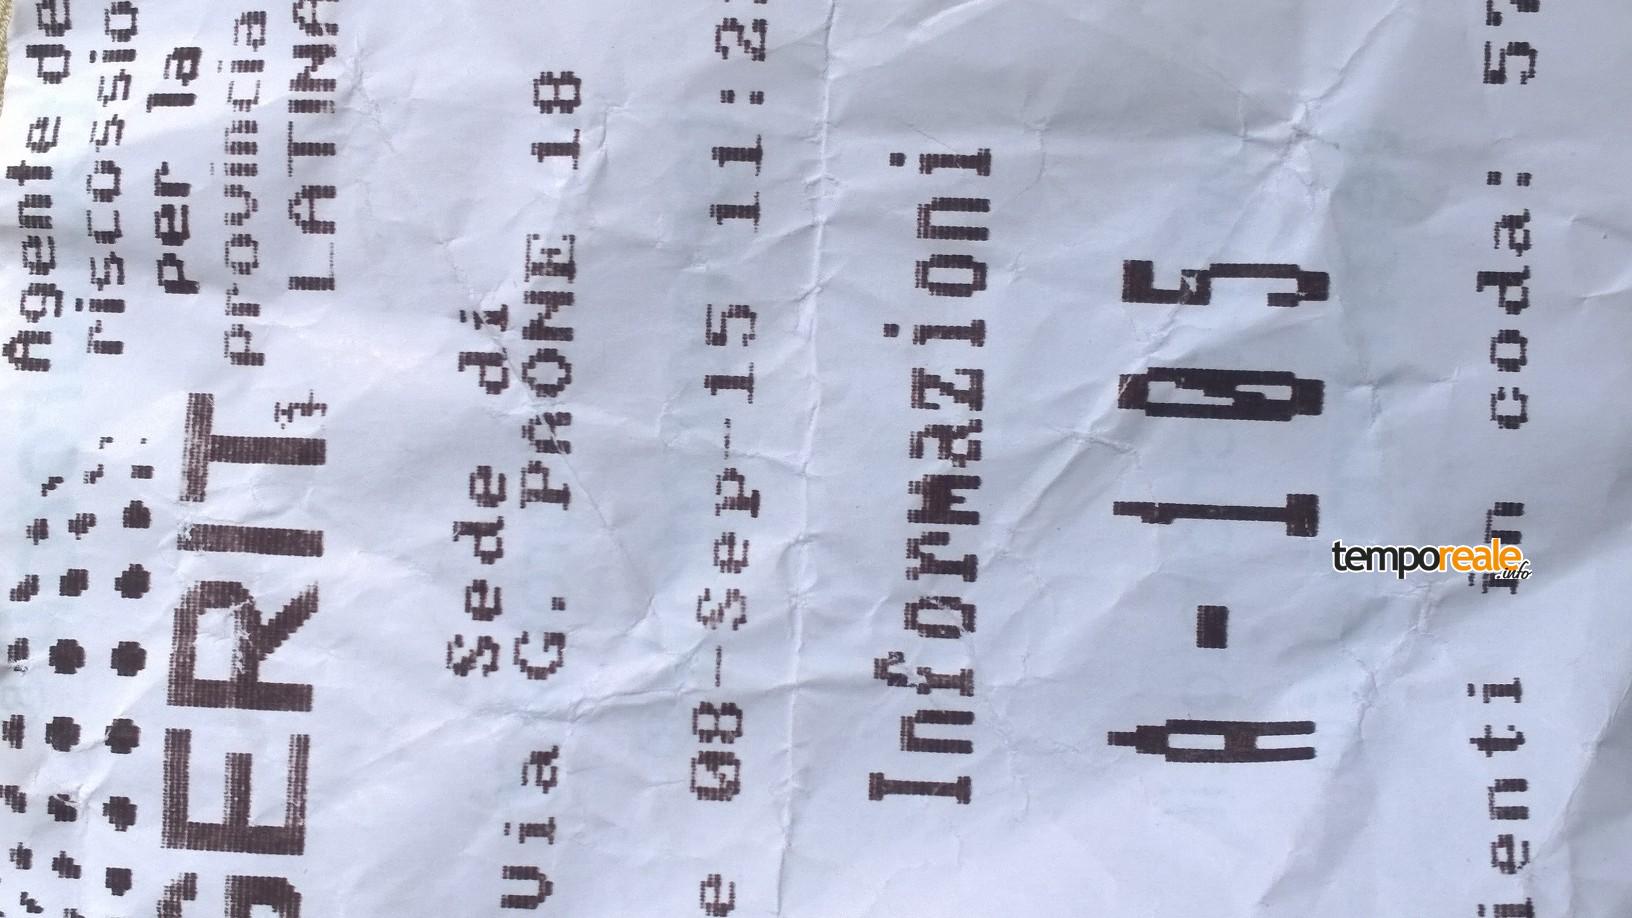 Agente de
riscossio
per la
provincia
LATINA
GERIT
Sede di
via G. PAONE 18
e 08-Sep-15 11:2
Informazioni
A-105
ienti in coda: 57
temporeale.info